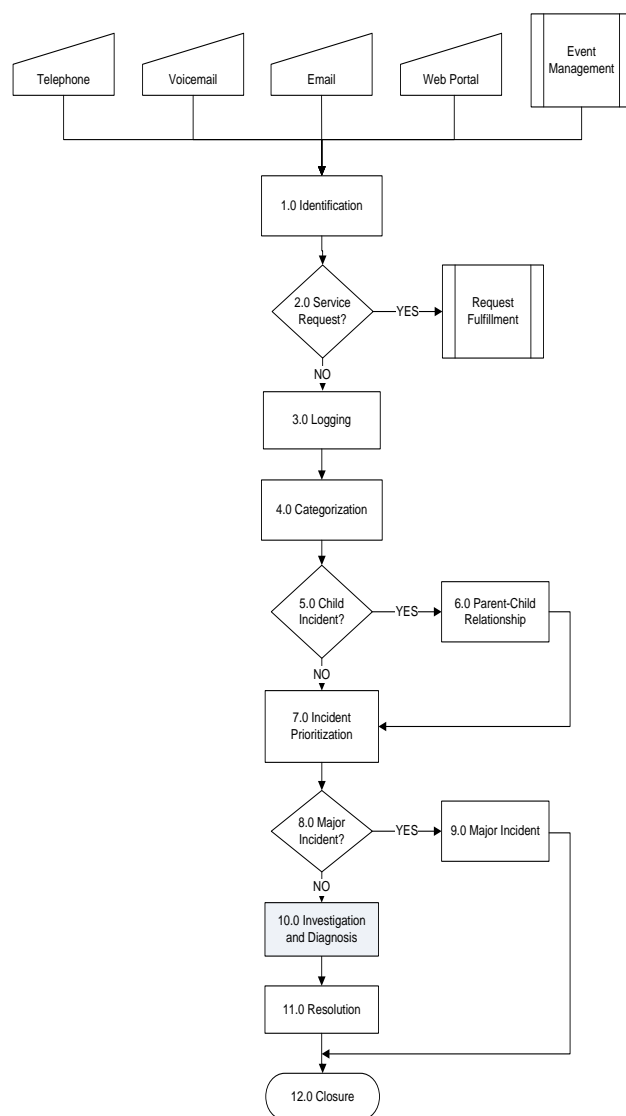 Telephone
Voicemail
Email
Web Portal
Event
Management
1.0 Identification
2.0 Service
Request?
YES
Request
Fulfillment
NO
3.0 Logging
4.0 Categorization
5.0 Child
Incident?
YES
6.0 Parent-Child
Relationship
NO
7.0 Incident
Prioritization
8.0 Major
Incident?
YES
9.0 Major Incident
NO
10.0 Investigation
and Diagnosis
11.0 Resolution
12.0 Closure